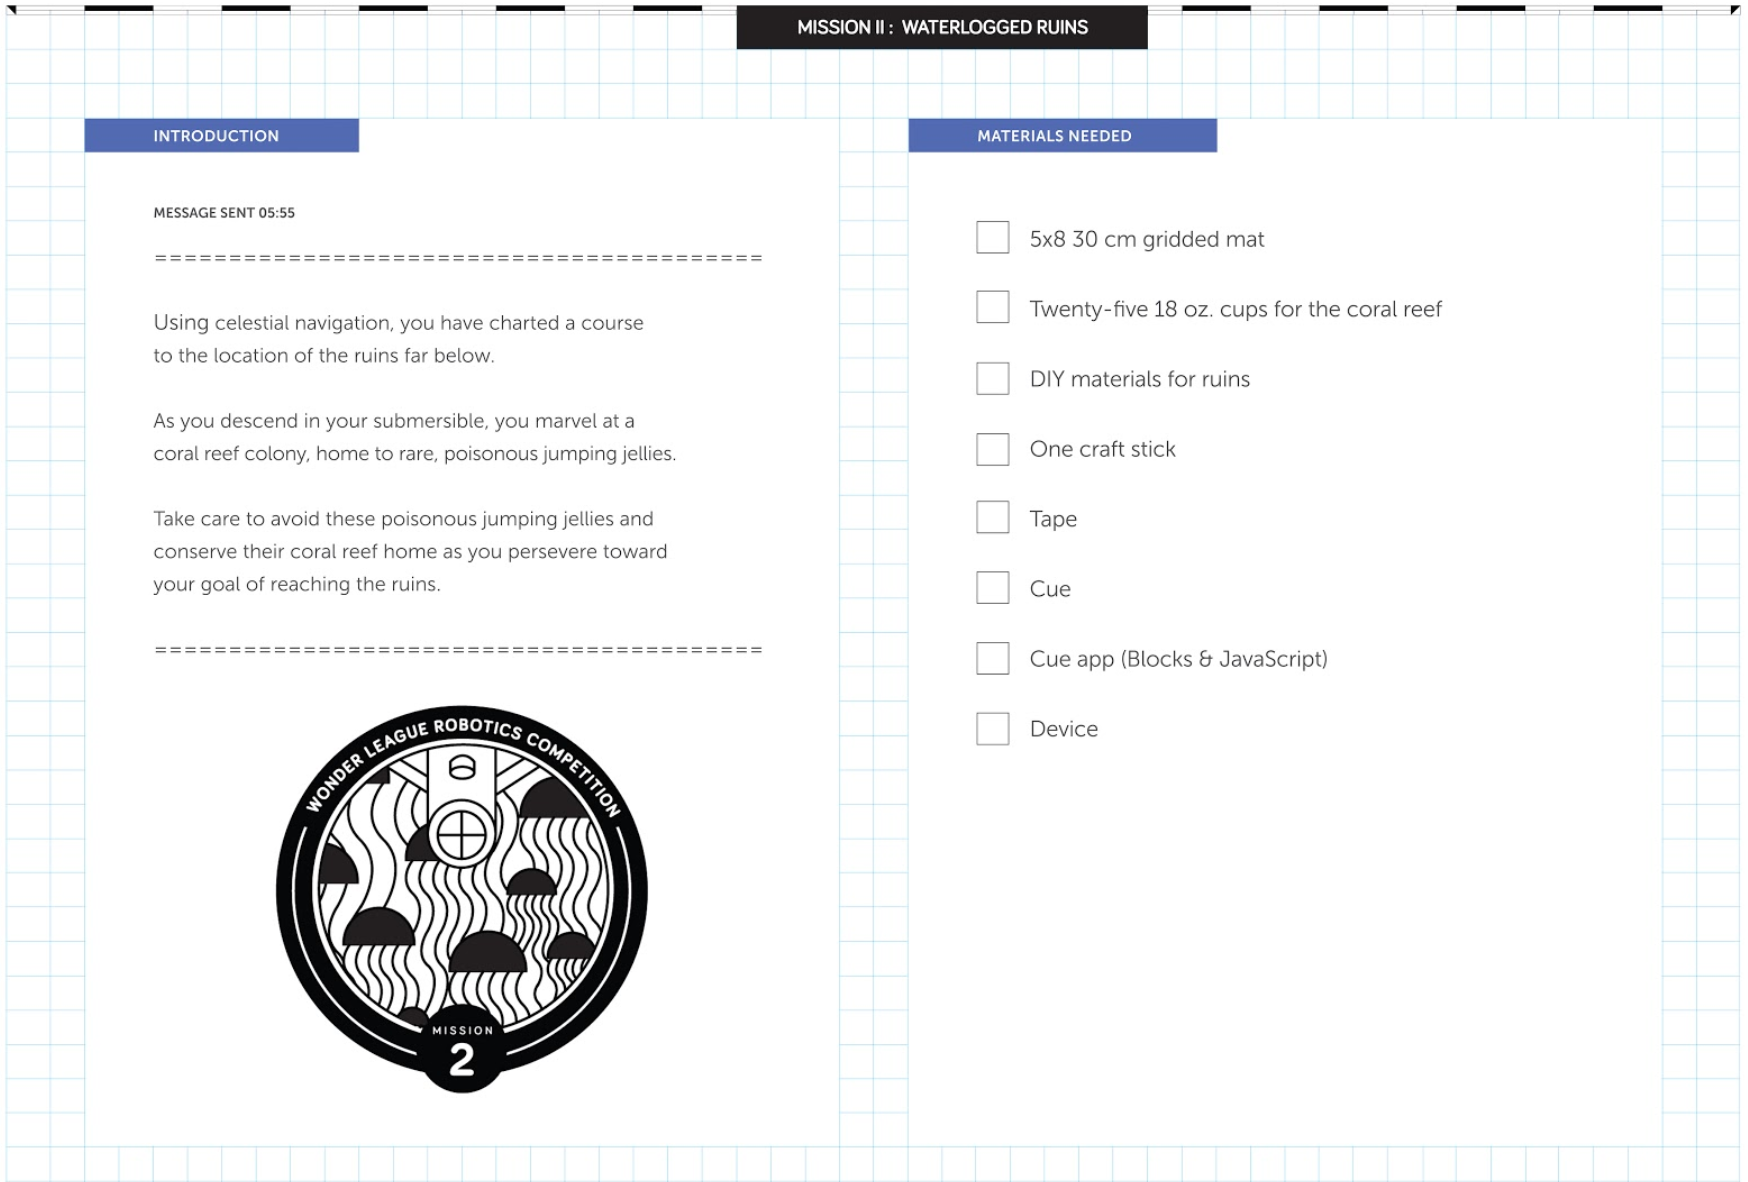 MISSION II : WATERLOGGED RUINS
INTRODUCTION
MESSAGE SENT 05:55
=========================================
Using celestial navigation, you have charted a course
to the location of the ruins far below.
As you descend in your submersible, you marvel at a
coral reef colony, home to rare, poisonous jumping jellies.
Take care to avoid these poisonous jumping jellies and
conserve their coral reef home as you persevere toward
your goal of reaching the ruins.
=========================================
WONDER LEAGUE ROBOTICS COMPETITION
MISSION
2
MATERIALS NEEDED
5x8 30 cm gridded mat
Twenty-five 18 oz. cups for the coral reef
DIY materials for ruins
One craft stick
Tape
Cue
Cue app (Blocks & JavaScript)
Device